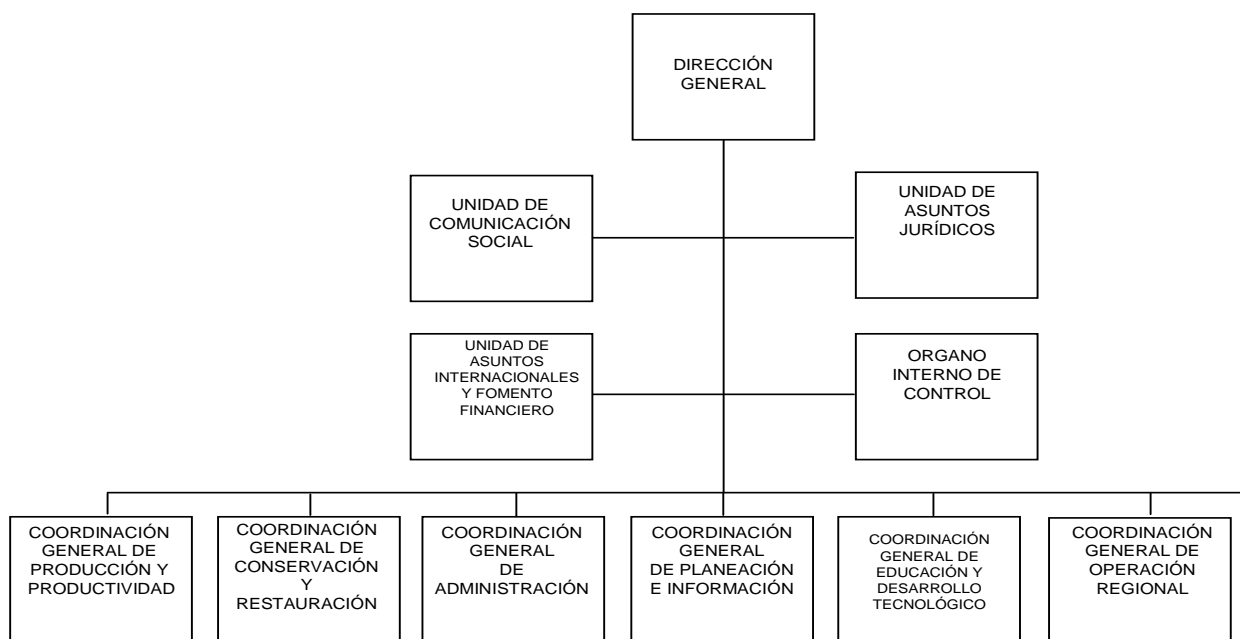 DIRECCIÓN
GENERAL
UNIDAD DE
COMUNICACIÓN
SOCIAL
UNIDAD DE
ASUNTOS
JURÍDICOS
UNIDAD DE
ASUNTOS
INTERNACIONALES
Y FOMENTO
FINANCIERO
ORGANO
INTERNO DE
CONTROL
COORDINACIÓN
GENERAL DE
PRODUCCIÓN Y
PRODUCTIVIDAD
COORDINACIÓN
GENERAL DE
CONSERVACIÓN
Y
RESTAURACIÓN
COORDINACIÓN
GENERAL
DE
ADMINISTRACIÓN
COORDINACIÓN
GENERAL
DE PLANEACIÓN
E INFORMACIÓN
COORDINACIÓN
GENERAL DE
EDUCACIÓN Y
DESARROLLO
TECNOLÓGICO
COORDINACIÓN
GENERAL DE
OPERACIÓN
REGIONAL